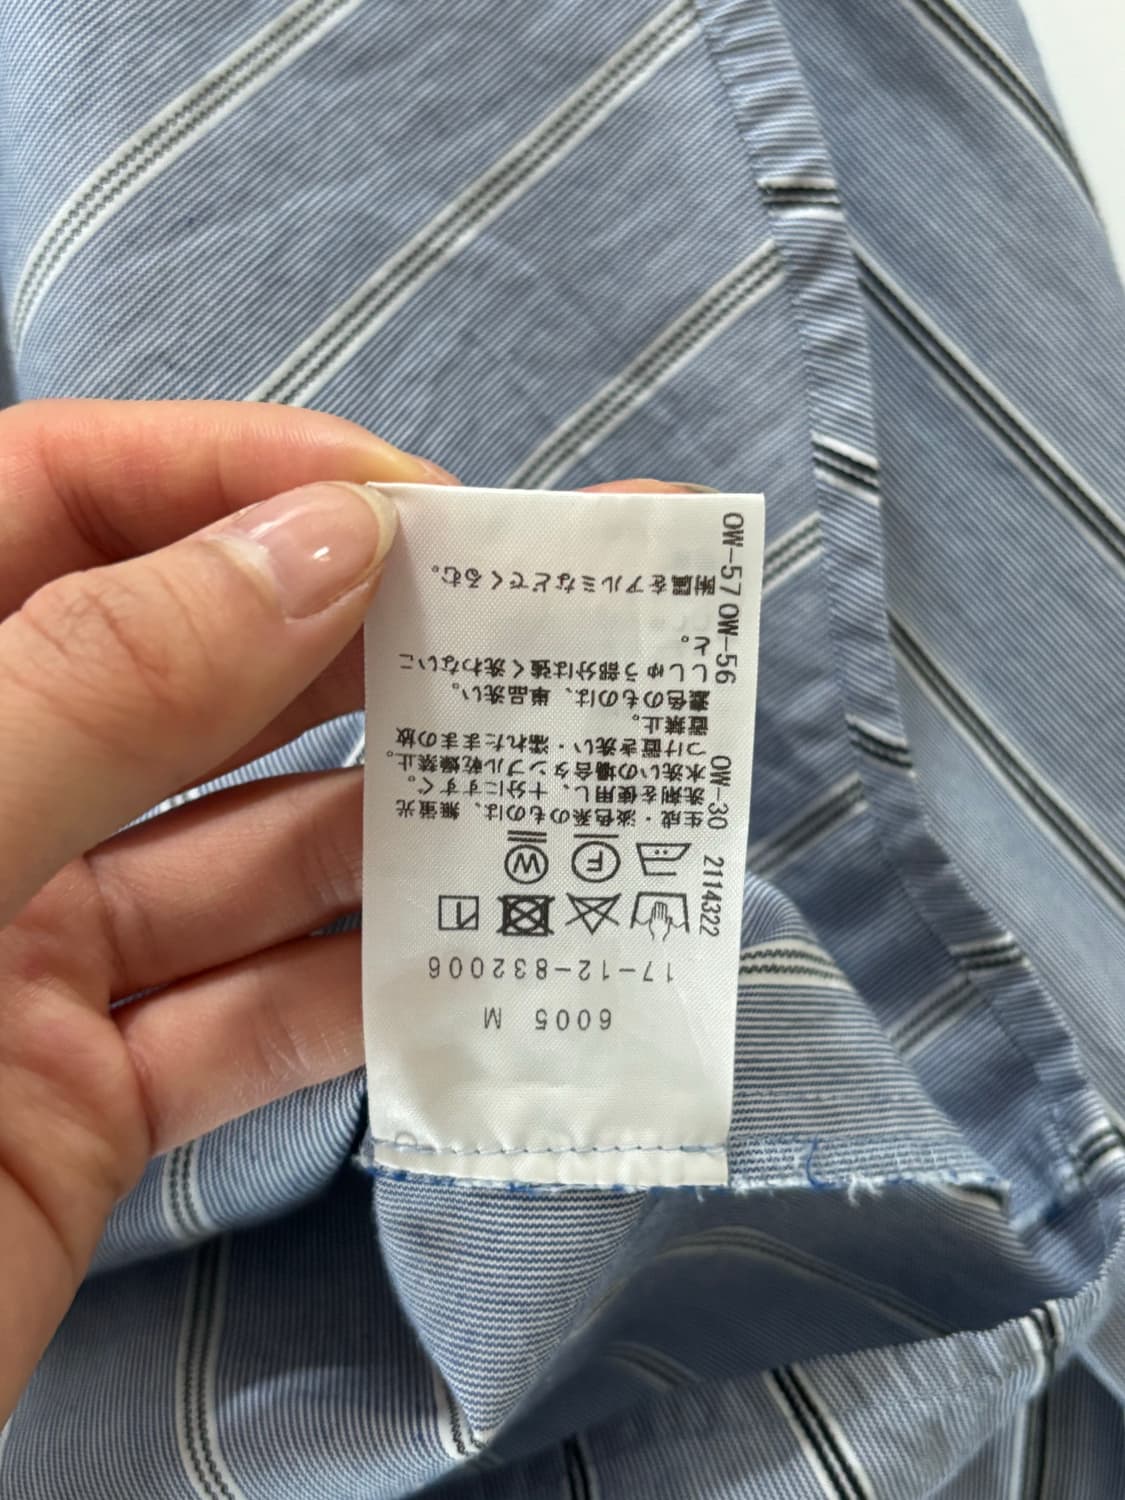 6005 M
17-12-832006
F
W
生成・淡色系のものは、無蛍光
洗剤を使用し、十分にすすぐ。
水洗いの場合タンブル乾燥禁止。
つけ置き洗い・濡れたままの放
置禁止。
濃色のものは、単品洗い。
ししゅう部分は強く洗わないこ
と。
附属をアルミなどでくるむ。
2114322
OW-30
OW-56
OW-57